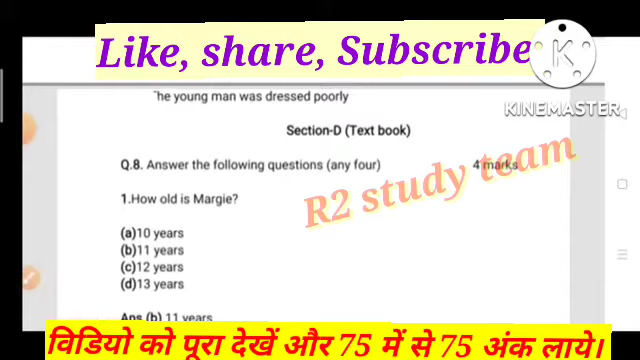 Like, share, Subscribe
K
KINEMASTER
he young man was dressed poorly
Section-D (Text book)
Q.8. Answer the following questions (any four) 4 marks
R2 study team
1.How old is Margie?
(a)10 years
(b)11 years
(c)12 years
(d)13 years
Ans (b) 11 years
विडियो को पूरा देखें और 75 में से 75 अंक लाये।